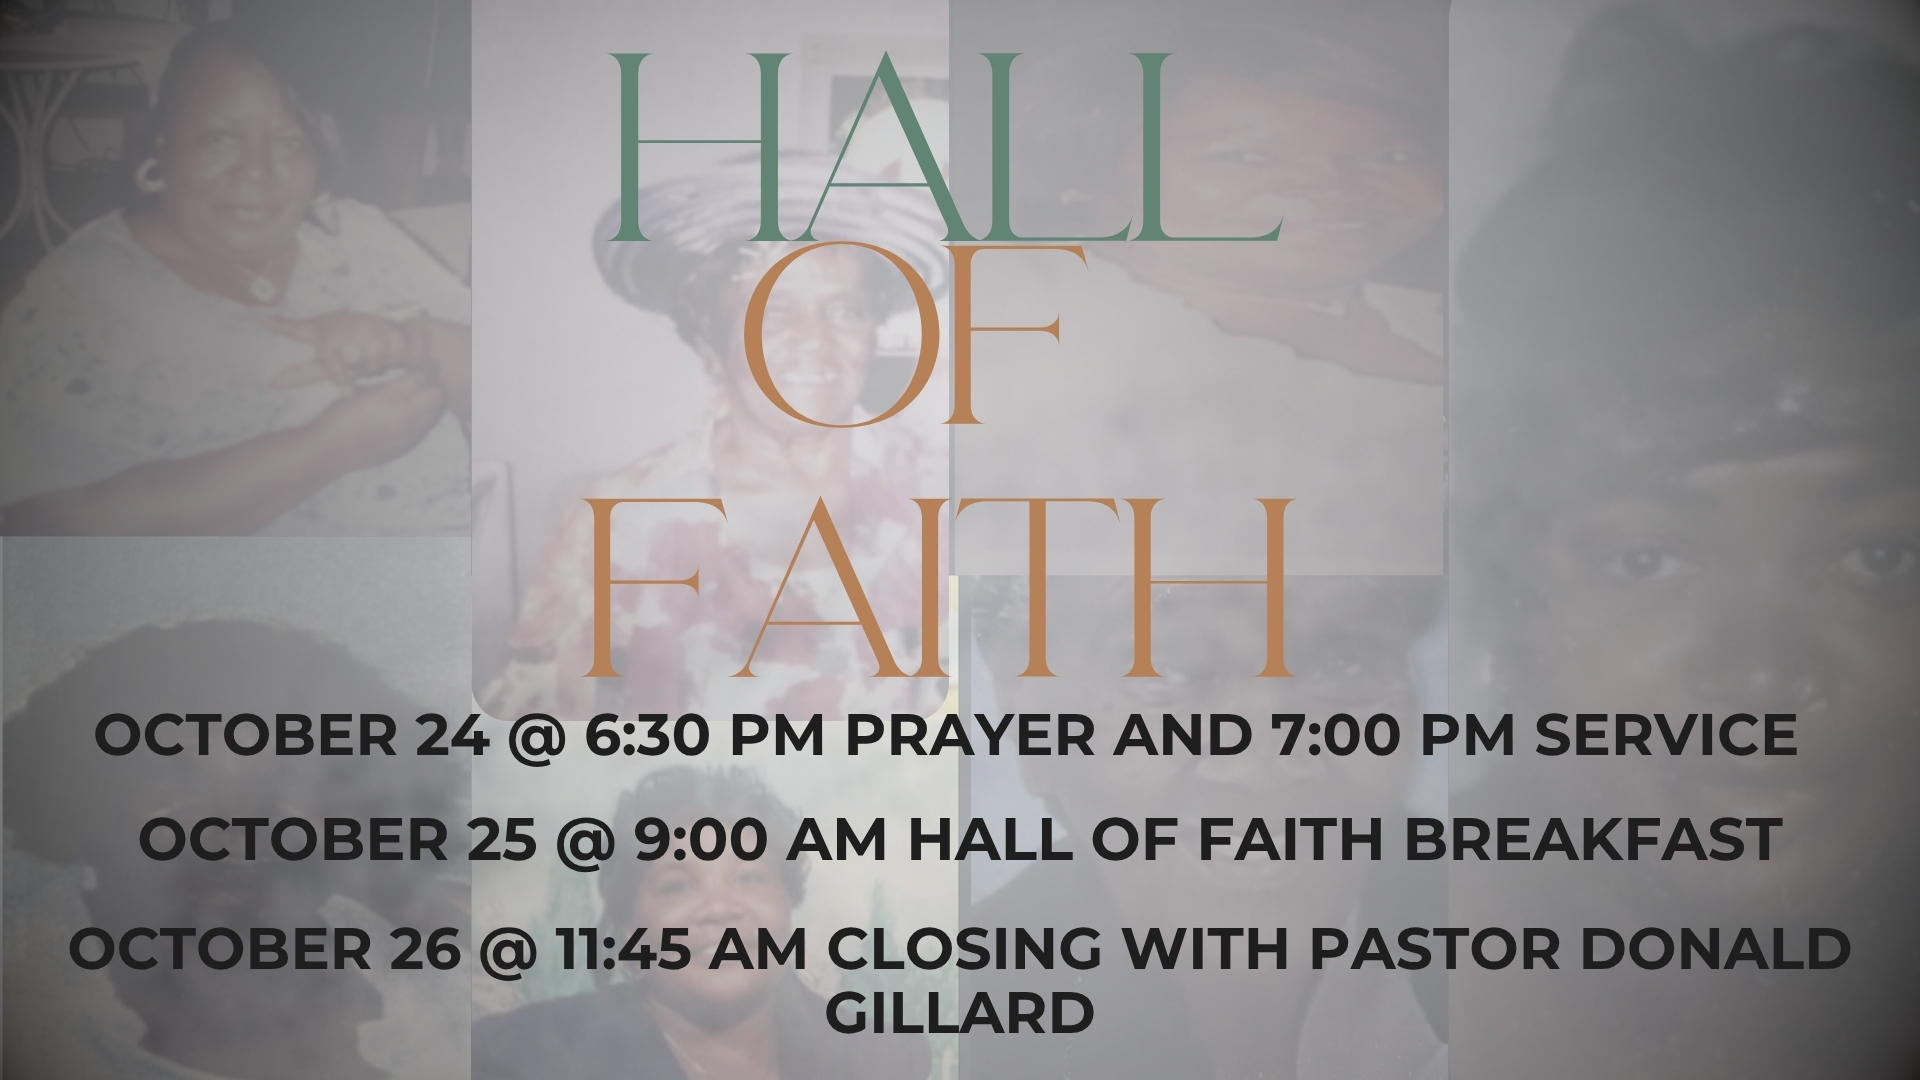 HALL
OF
FAITH
OCTOBER 24 @ 6:30 PM PRAYER AND 7:00 PM SERVICE
OCTOBER 25 @ 9:00 AM HALL OF FAITH BREAKFAST
OCTOBER 26 @ 11:45 AM CLOSING WITH PASTOR DONALD
GILLARD